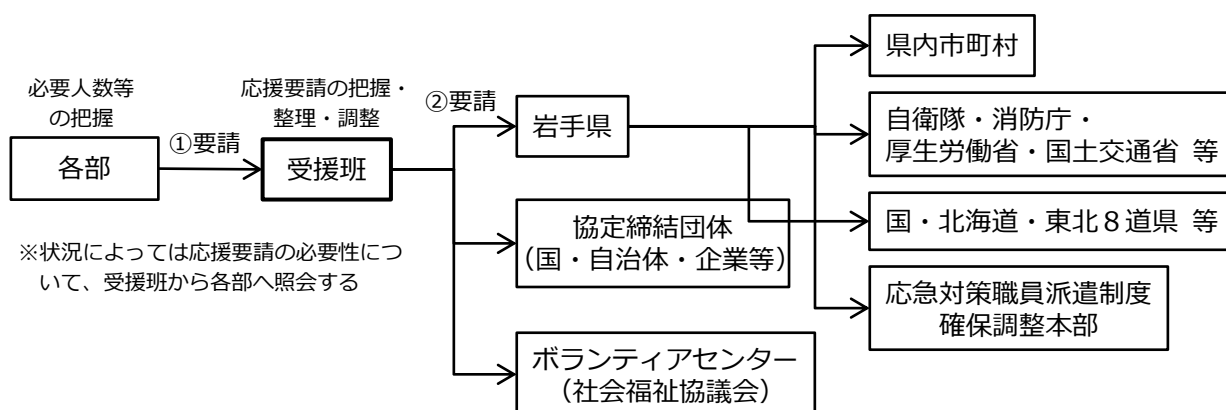 必要人数等
の把握
各部
①要請
応援要請の把握・
整理・調整
受援班
②要請
岩手県
協定締結団体
（国・自治体・企業等）
ボランティアセンター
（社会福祉協議会）
県内市町村
自衛隊・消防庁・
厚生労働省・国土交通省 等
国・北海道・東北８道県 等
応急対策職員派遣制度
確保調整本部
※状況によっては応援要請の必要性につ
いて、受援班から各部へ照会する